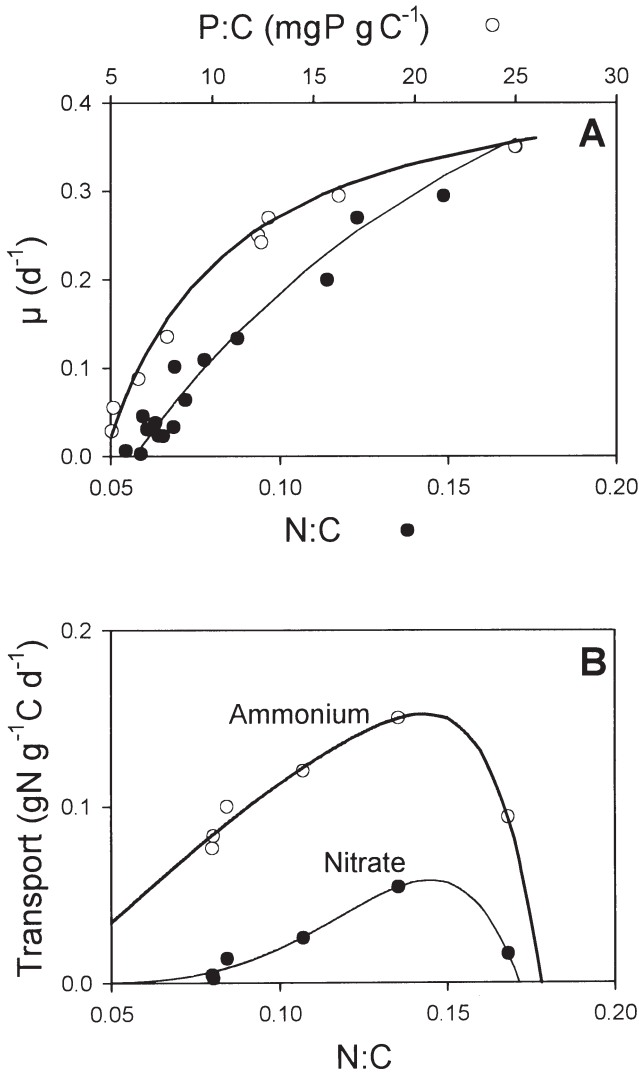 P:C (mgP gC⁻¹) ○
5 10 15 20 25 30
A
0.4
0.3
0.2
0.1
0.0
μ (d⁻¹)
0.05 0.10 0.15 0.20
N:C ●
B
0.2
0.1
0.0
Transport (gN g⁻¹C d⁻¹)
Ammonium
Nitrate
0.05 0.10 0.15 0.20
N:C